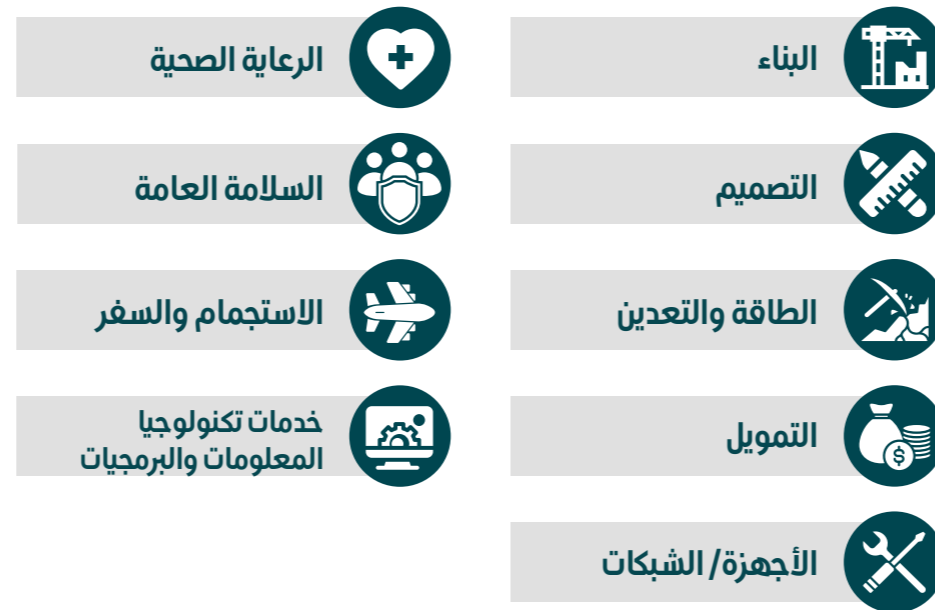 البناء
التصميم
الطاقة والتعدين
التمويل
الأجهزة/ الشبكات
الرعاية الصحية
السلامة العامة
الاستجمام والسفر
خدمات تكنولوجيا
المعلومات والبرمجيات